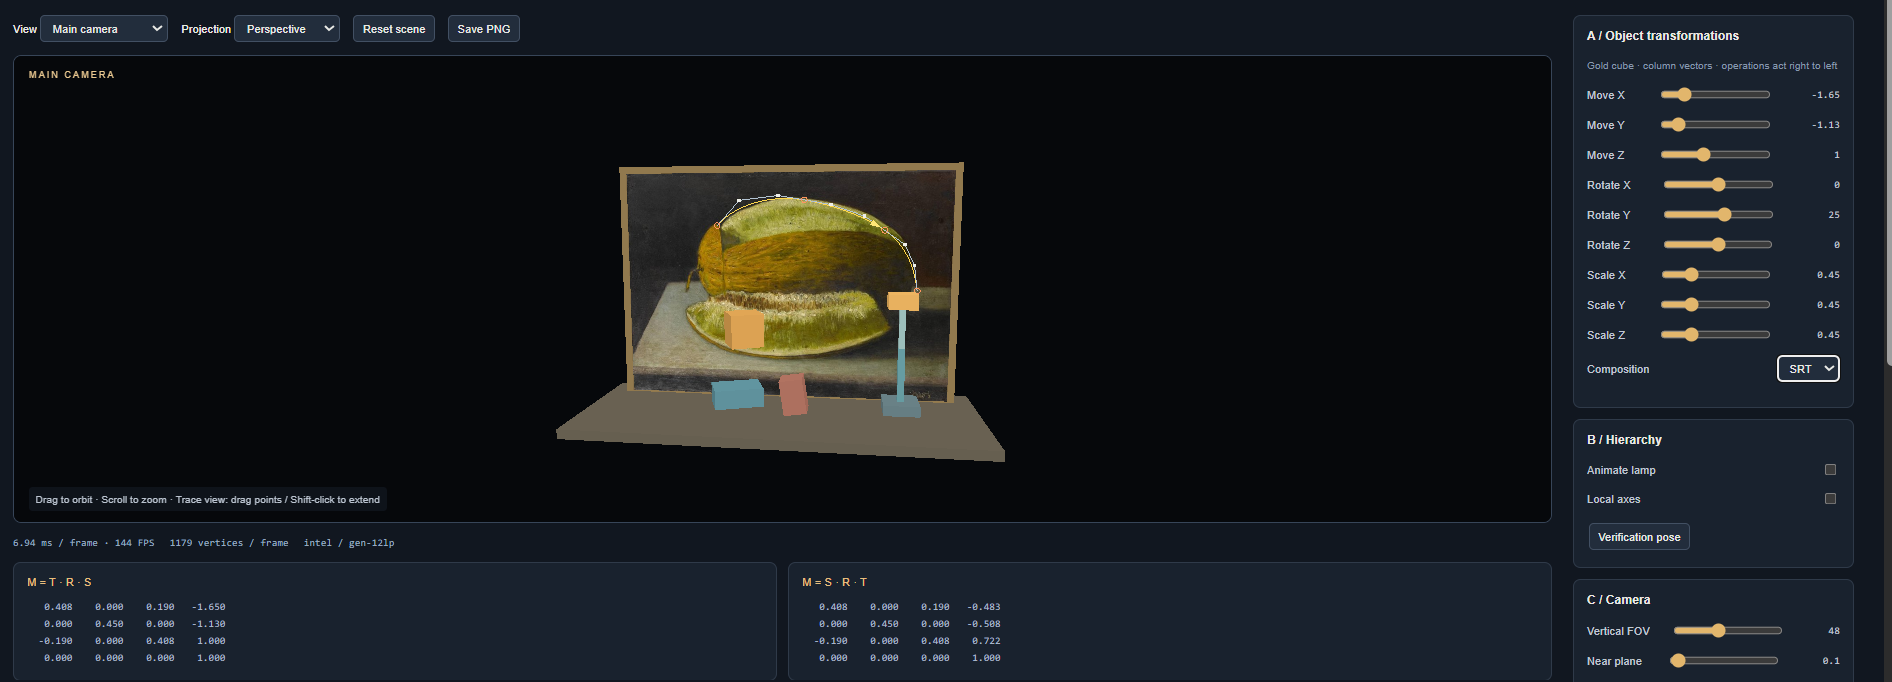 View Main camera Projection Perspective Reset scene Save PNG
MAIN CAMERA
Drag to orbit · Scroll to zoom · Trace view: drag points / Shift-click to extend
6.94 ms / frame · 144 FPS 1179 vertices / frame intel / gen-12lp
M = T · R · S
0.408 0.000 0.190 -1.650
0.000 0.450 0.000 -1.130
-0.190 0.000 0.408 1.000
0.000 0.000 0.000 1.000
M = S · R · T
0.408 0.000 0.190 -0.483
0.000 0.450 0.000 -0.508
-0.190 0.000 0.408 0.722
0.000 0.000 0.000 1.000
A / Object transformations
Gold cube · column vectors · operations act right to left
Move X -1.65
Move Y -1.13
Move Z 1
Rotate X 0
Rotate Y 25
Rotate Z 0
Scale X 0.45
Scale Y 0.45
Scale Z 0.45
Composition SRT
B / Hierarchy
Animate lamp
Local axes
Verification pose
C / Camera
Vertical FOV 48
Near plane 0.1